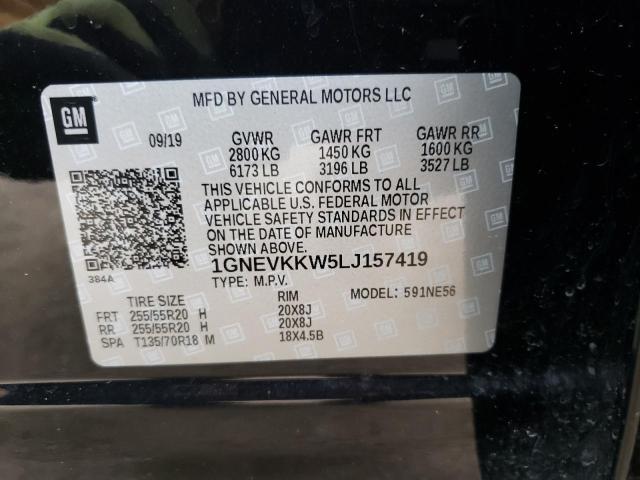 GM
MFD BY GENERAL MOTORS LLC
09/19 GVWR GAWR FRT GAWR RR
2800 KG 1450 KG 1600 KG
6173 LB 3196 LB 3527 LB
THIS VEHICLE CONFORMS TO ALL
APPLICABLE U.S. FEDERAL MOTOR
VEHICLE SAFETY STANDARDS IN EFFECT
ON THE DATE OF MANUFACTURE
SHOWN ABOVE.
384A
1GNEVKKW5LJ157419
TYPE: M.P.V.
TIRE SIZE RIM MODEL: 591NE56
FRT 255/55R20 H 20X8J
RR 255/55R20 H 20X8J
SPA T135/70R18 M 18X4.5B